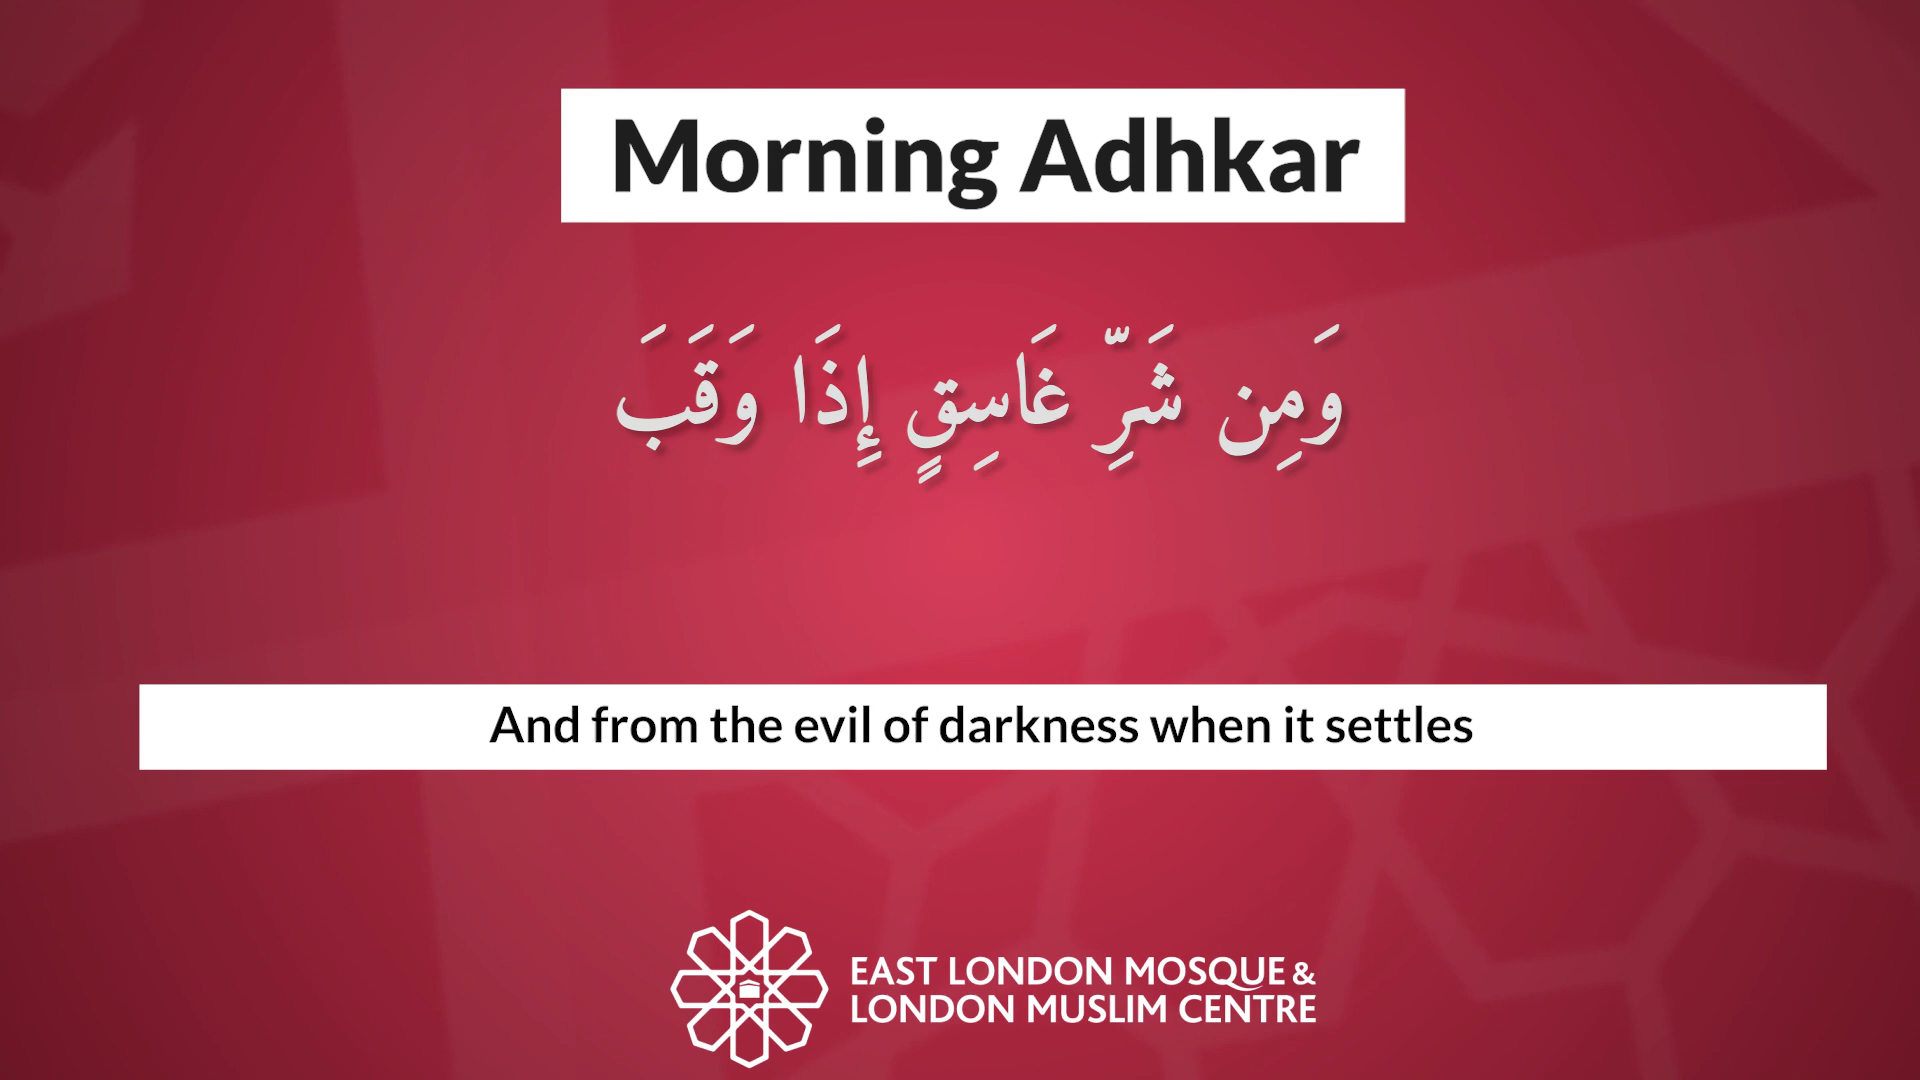 Morning Adhkar
وَمِن شَرِّ غَاسِقٍ إِذَا وَقَبَ
And from the evil of darkness when it settles
EAST LONDON MOSQUE &
LONDON MUSLIM CENTRE